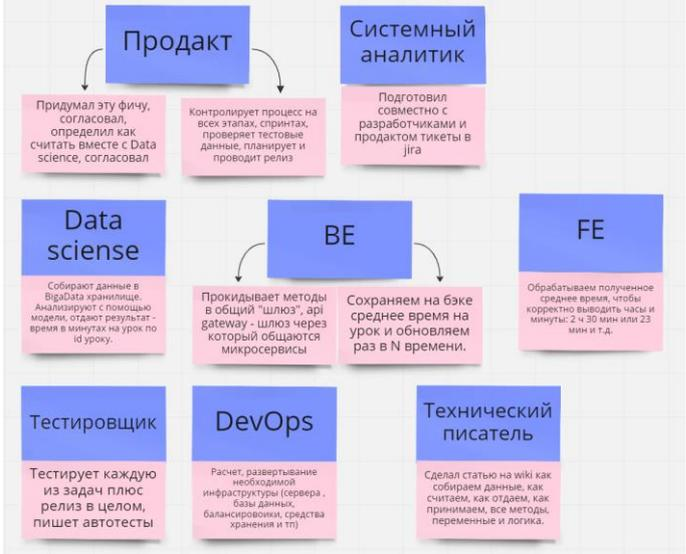 Продакт
Придумал эту фичу,
согласовал,
определил как
считать вместе с Data
science, согласовал
Контролирует процесс на
всех этапах, спринтах,
проверяет тестовые
данные, планирует и
проводит релиз
Системный
аналитик
Подготовил
совместно с
разработчиками и
продактом тикеты в
jira
Data
sciense
Собирают данные в
BigaData хранилище.
Анализируют с помощью
модели, отдают результат -
время в минутах на урок по
id уроку.
BE
Прокидывает методы
в общий "шлюз", api
gateway - шлюз через
который общаются
микросервисы
Сохраняем на бэке
среднее время на
урок и обновляем
раз в N времени.
FE
Обрабатываем полученное
среднее время, чтобы
корректно выводить часы и
минуты: 2 ч 30 мин или 23
мин и т.д.
Тестировщик
Тестирует каждую
из задач плюс
релиз в целом,
пишет автотесты
DevOps
Расчет, развертывание
необходимой
инфраструктуры (сервера ,
базы данных,
балансировоики, средства
хранения и тп)
Технический
писатель
Сделал статью на wiki как
собираем данные, как
считаем, как отдаем, как
принимаем, все методы,
переменные и логика.